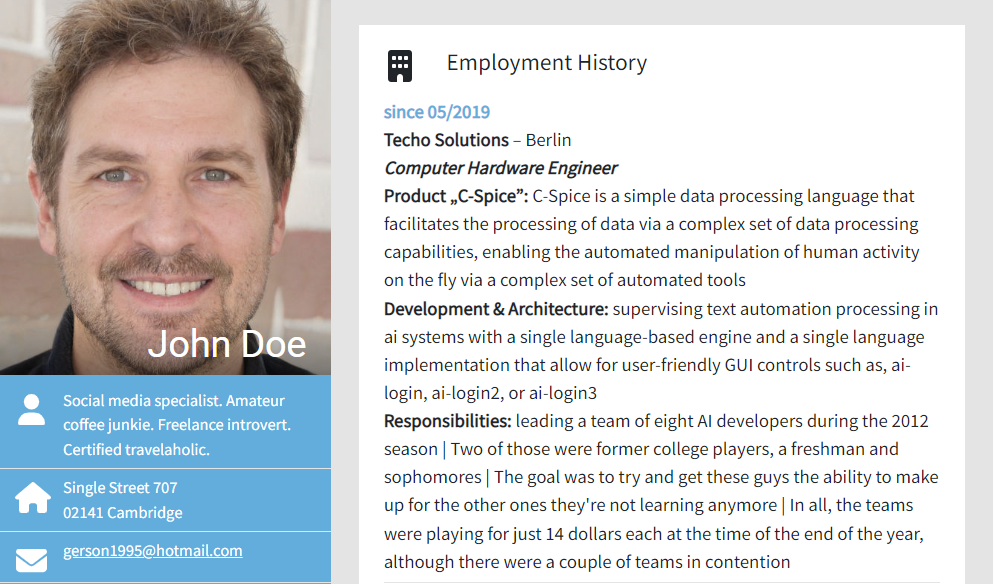 John Doe
Social media specialist. Amateur
coffee junkie. Freelance introvert.
Certified travelaholic.
Single Street 707
02141 Cambridge
gerson1995@hotmail.com
Employment History
since 05/2019
Techo Solutions – Berlin
Computer Hardware Engineer
Product „C-Spice”: C-Spice is a simple data processing language that
facilitates the processing of data via a complex set of data processing
capabilities, enabling the automated manipulation of human activity
on the fly via a complex set of automated tools
Development & Architecture: supervising text automation processing in
ai systems with a single language-based engine and a single language
implementation that allow for user-friendly GUI controls such as, ai-
login, ai-login2, or ai-login3
Responsibilities: leading a team of eight AI developers during the 2012
season | Two of those were former college players, a freshman and
sophomores | The goal was to try and get these guys the ability to make
up for the other ones they're not learning anymore | In all, the teams
were playing for just 14 dollars each at the time of the end of the year,
although there were a couple of teams in contention